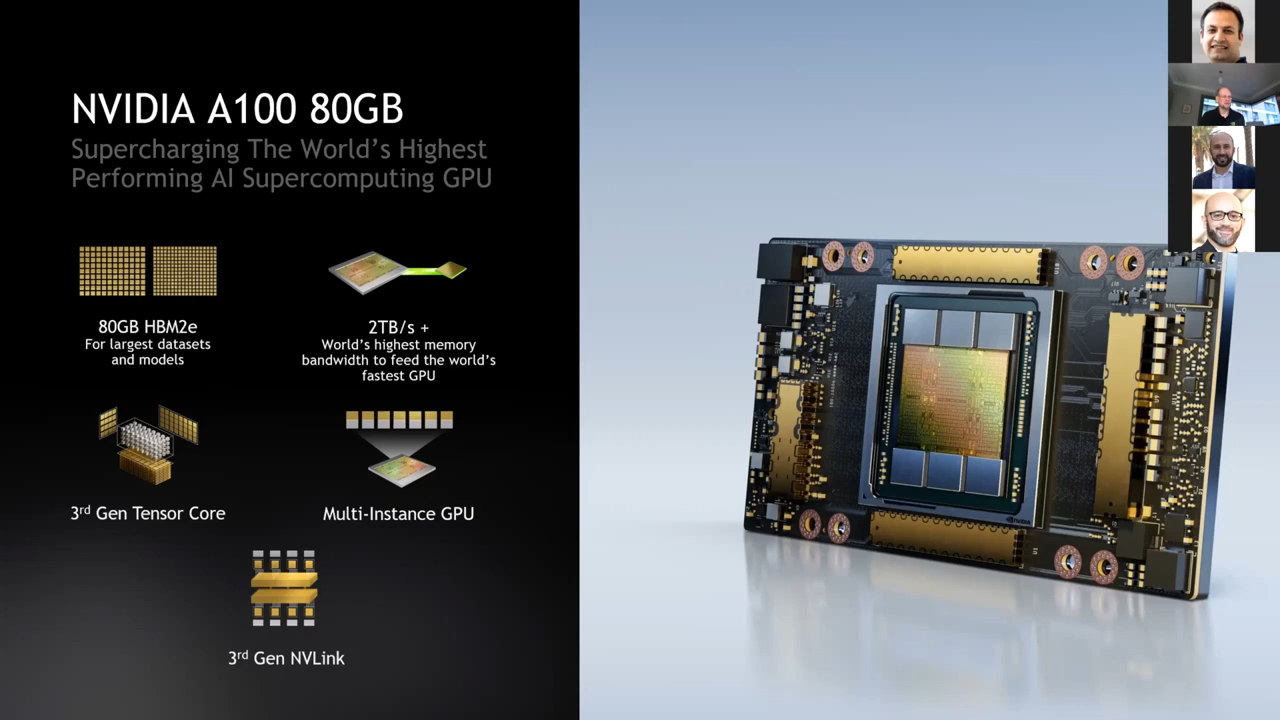 NVIDIA A100 80GB
Supercharging The World's Highest
Performing AI Supercomputing GPU
80GB HBM2e
For largest datasets
and models
2TB/s +
World's highest memory
bandwidth to feed the world's
fastest GPU
3rd Gen Tensor Core
Multi-Instance GPU
3rd Gen NVLink
NVIDIA